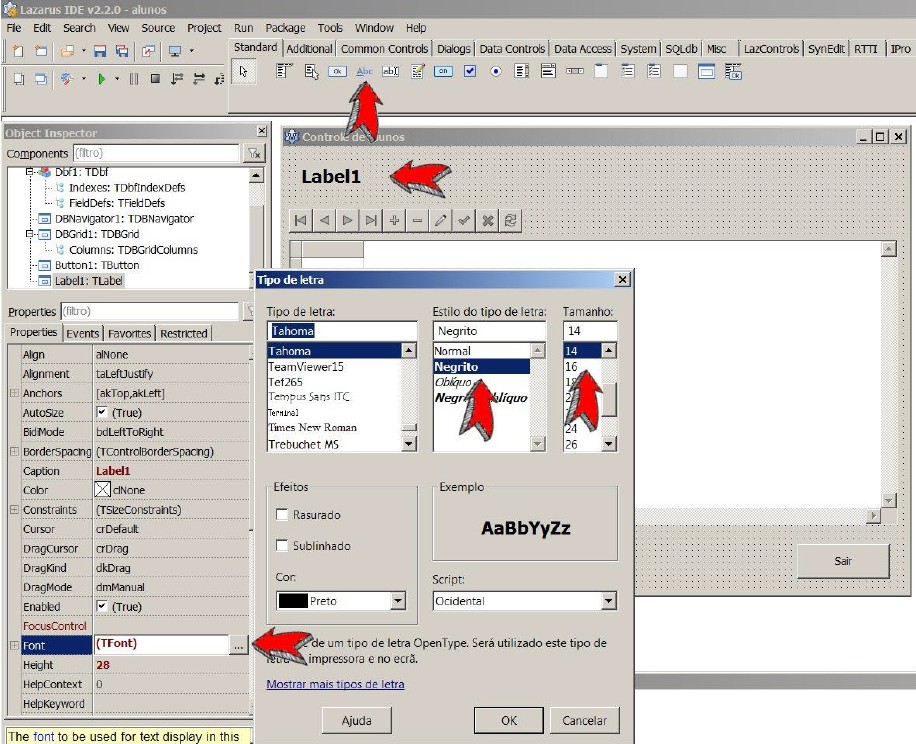 Lazarus IDE v2.2.0 - alunos
File Edit Search View Source Project Run Package Tools Window Help
Standard Additional Common Controls Dialogs Data Controls Data Access System SQLdb Misc LazControls SynEdit RTTI IPro
Ok Abc abI on
Object Inspector
Components (filtro)
Dbf1: TDbf
Indexes: TDbfIndexDefs
FieldDefs: TFieldDefs
DBNavigator1: TDBNavigator
DBGrid1: TDBGrid
Columns: TDBGridColumns
Button1: TButton
Label1: TLabel
Properties (filtro)
Properties Events Favorites Restricted
Align alNone
Alignment taLeftJustify
Anchors [akTop,akLeft]
AutoSize (True)
BidiMode bdLeftToRight
BorderSpacing (TControlBorderSpacing)
Caption Label1
Color clNone
Constraints (TSizeConstraints)
Cursor crDefault
DragCursor crDrag
DragKind dkDrag
DragMode dmManual
Enabled (True)
FocusControl
Font (TFont) ...
Height 28
HelpContext 0
HelpKeyword
The font to be used for text display in this
Controle de alunos
Label1
Sair
Tipo de letra
Tipo de letra: Estilo do tipo de letra: Tamanho:
Tahoma Negrito 14
Tahoma Normal 14
TeamViewer15 Negrito 16
Tef265 Oblíquo 18
Tempus Sans ITC Negrito Oblíquo
Terminal
Times New Roman 24
Trebuchet MS 26
Efeitos Exemplo
Rasurado
Sublinhado AaBbYyZz
Cor: Script:
Preto Ocidental
de um tipo de letra OpenType. Será utilizado este tipo de
letra impressora e no ecrã.
Mostrar mais tipos de letra
Ajuda OK Cancelar